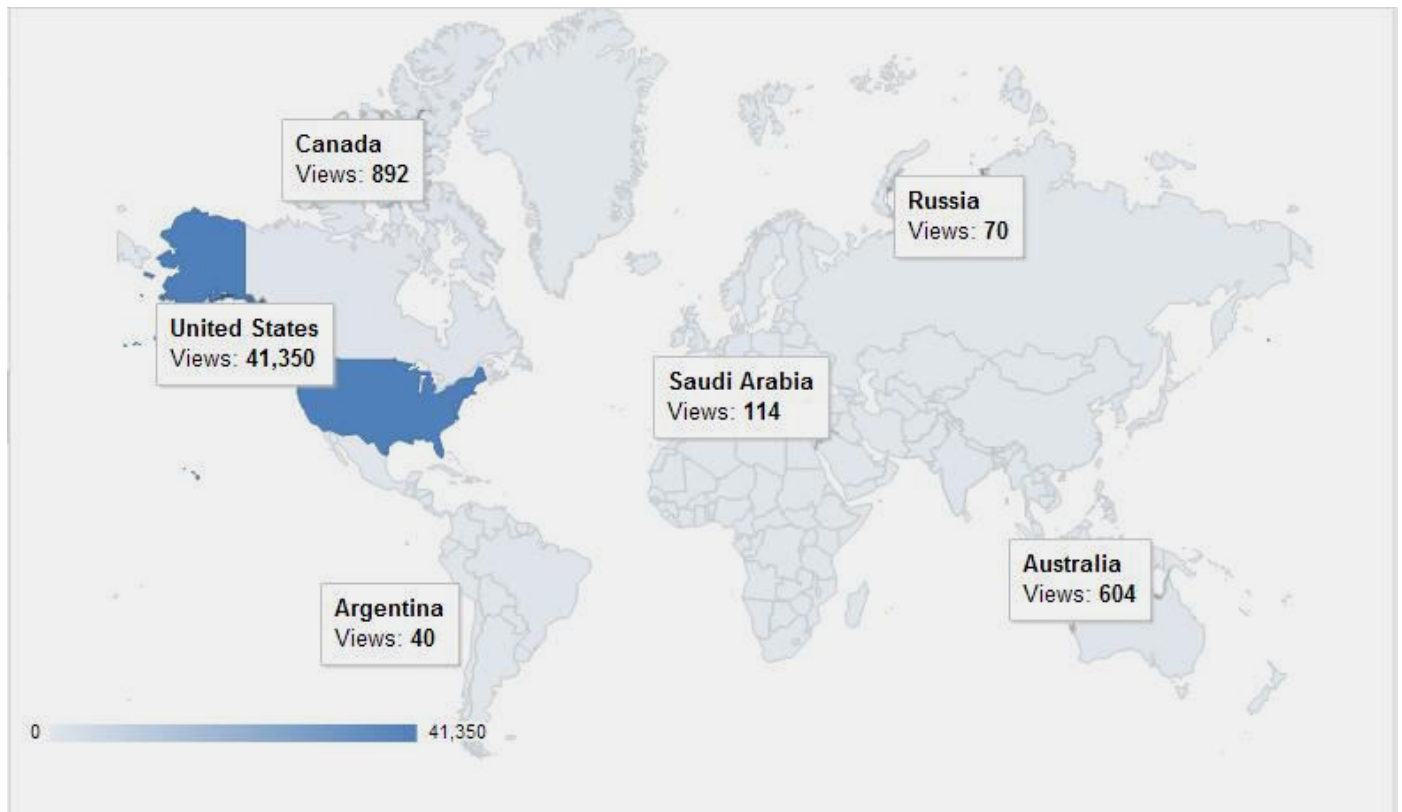 Canada
Views: 892
Russia
Views: 70
United States
Views: 41,350
Saudi Arabia
Views: 114
Australia
Views: 604
Argentina
Views: 40
0
41,350